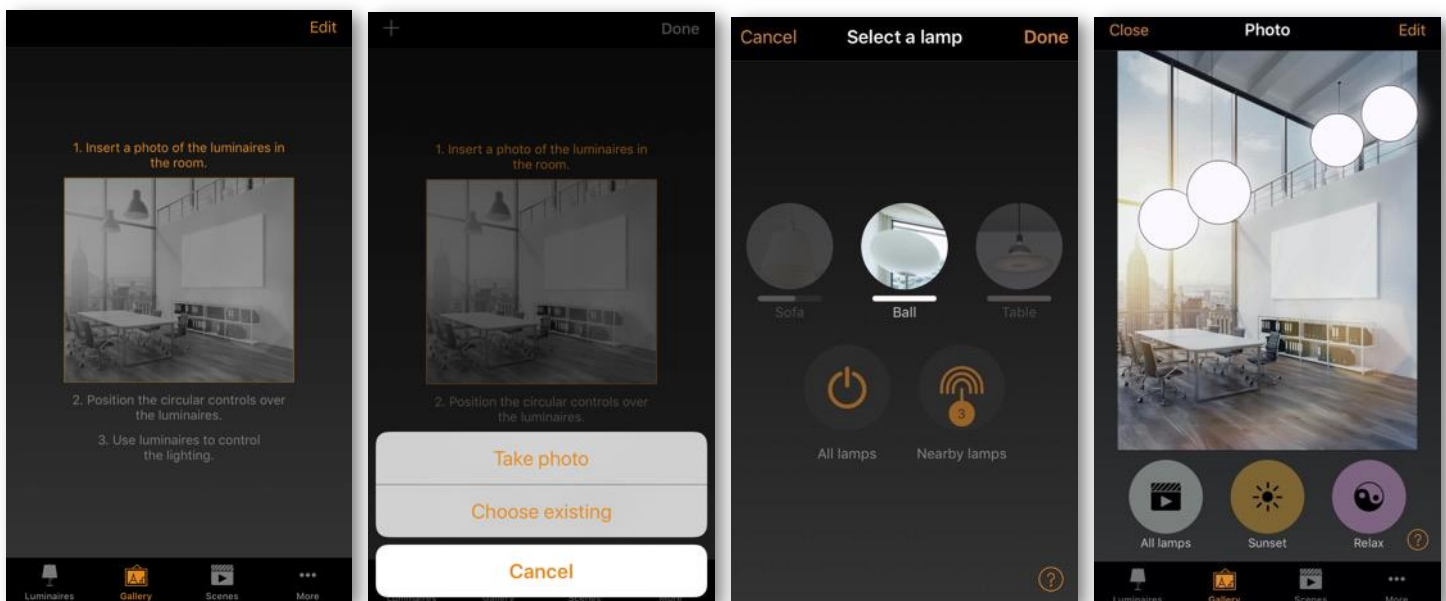 Edit
1. Insert a photo of the luminaires in
the room.
2. Position the circular controls over
the luminaires.
3. Use luminaires to control
the lighting.
Luminaires
Gallery
Scenes
More
+
Done
1. Insert a photo of the luminaires in
the room.
2. Position the circular controls over
the luminaires.
Take photo
Choose existing
Cancel
Cancel
Select a lamp
Done
Sofa
Ball
Table
3
All lamps
Nearby lamps
?
Close
Photo
Edit
All lamps
Sunset
Relax
?
Luminaires
Gallery
Scenes
More